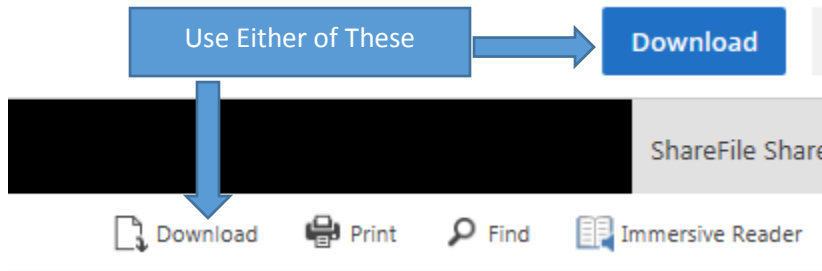 Use Either of These
Download
ShareFile Share
Download Print Find Immersive Reader